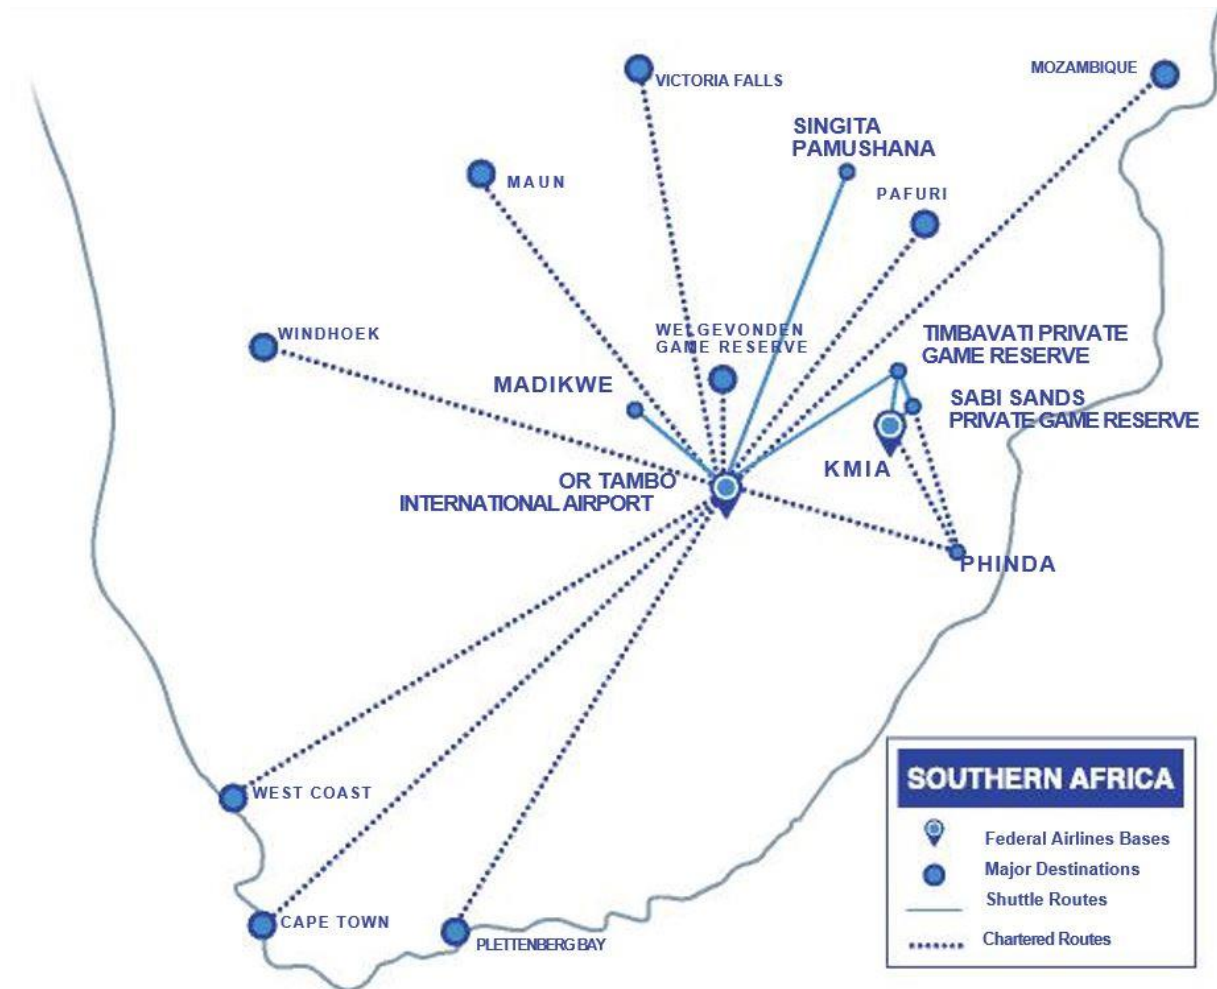 VICTORIA FALLS
MOZAMBIQUE
SINGITA
PAMUSHANA
MAUN
PAFURI
WINDHOEK
WELGEVONDEN
GAME RESERVE
TIMBAVATI PRIVATE
GAME RESERVE
MADIKWE
SABI SANDS
PRIVATE GAME RESERVE
KMIA
OR TAMBO
INTERNATIONAL AIRPORT
PHINDA
WEST COAST
CAPE TOWN
PLETTENBERG BAY
SOUTHERN AFRICA
Federal Airlines Bases
Major Destinations
Shuttle Routes
Chartered Routes